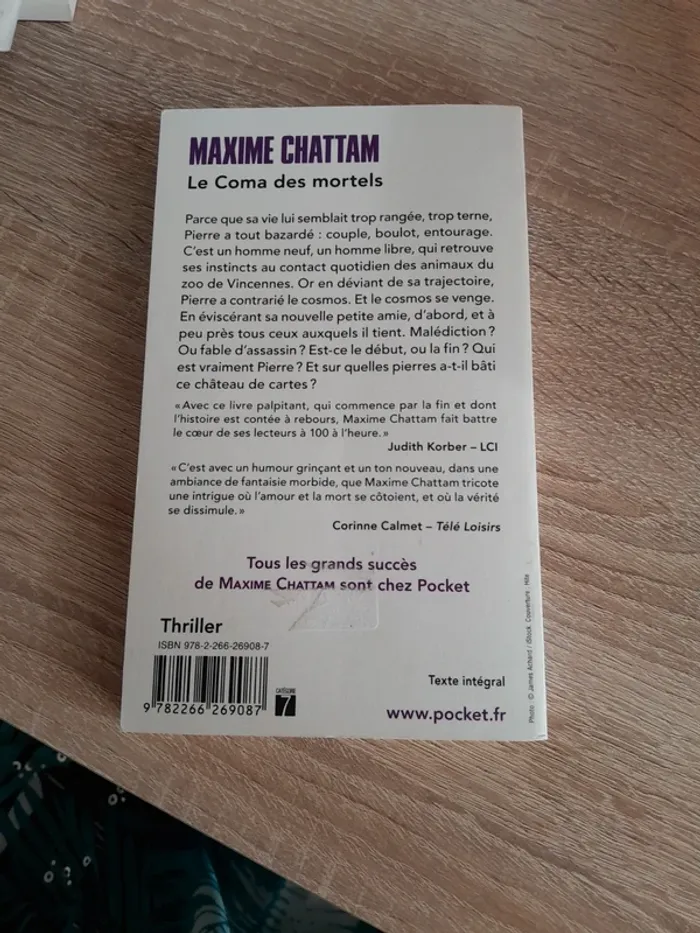 MAXIME CHATTAM
Le Coma des mortels
Parce que sa vie lui semblait trop rangée, trop terne,
Pierre a tout bazardé : couple, boulot, entourage.
C'est un homme neuf, un homme libre, qui retrouve
ses instincts au contact quotidien des animaux du
zoo de Vincennes. Or en déviant de sa trajectoire,
Pierre a contrarié le cosmos. Et le cosmos se venge.
En éviscérant sa nouvelle petite amie, d'abord, et à
peu près tous ceux auxquels il tient. Malédiction ?
Ou fable d'assassin ? Est-ce le début, ou la fin ? Qui
est vraiment Pierre ? Et sur quelles pierres a-t-il bâti
ce château de cartes ?
« Avec ce livre palpitant, qui commence par la fin et dont
l'histoire est contée à rebours, Maxime Chattam fait battre
le cœur de ses lecteurs à 100 à l'heure. »
Judith Korber – LCI
« C'est avec un humour grinçant et un ton nouveau, dans une
ambiance de fantaisie morbide, que Maxime Chattam tricote
une intrigue où l'amour et la mort se côtoient, et où la vérité
se dissimule. »
Corinne Calmet – Télé Loisirs
Tous les grands succès
de MAXIME CHATTAM sont chez Pocket
Thriller
ISBN 978-2-266-26908-7
9 782266 269087
CATÉGORIE
7
Texte intégral
www.pocket.fr
Photo : © James Achard / iStock. Couverture : Hite